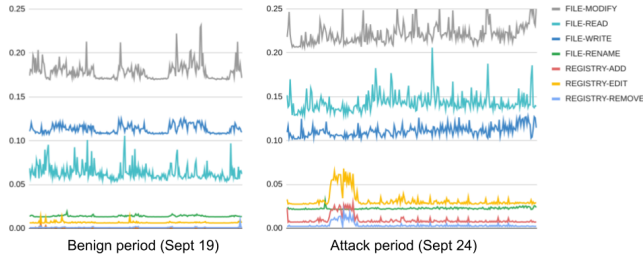 0.25
0.20
0.15
0.10
0.05
0.00
Benign period (Sept 19)
0.25
0.20
0.15
0.10
0.05
0.00
Attack period (Sept 24)
FILE-MODIFY
FILE-READ
FILE-WRITE
FILE-RENAME
REGISTRY-ADD
REGISTRY-EDIT
REGISTRY-REMOVE